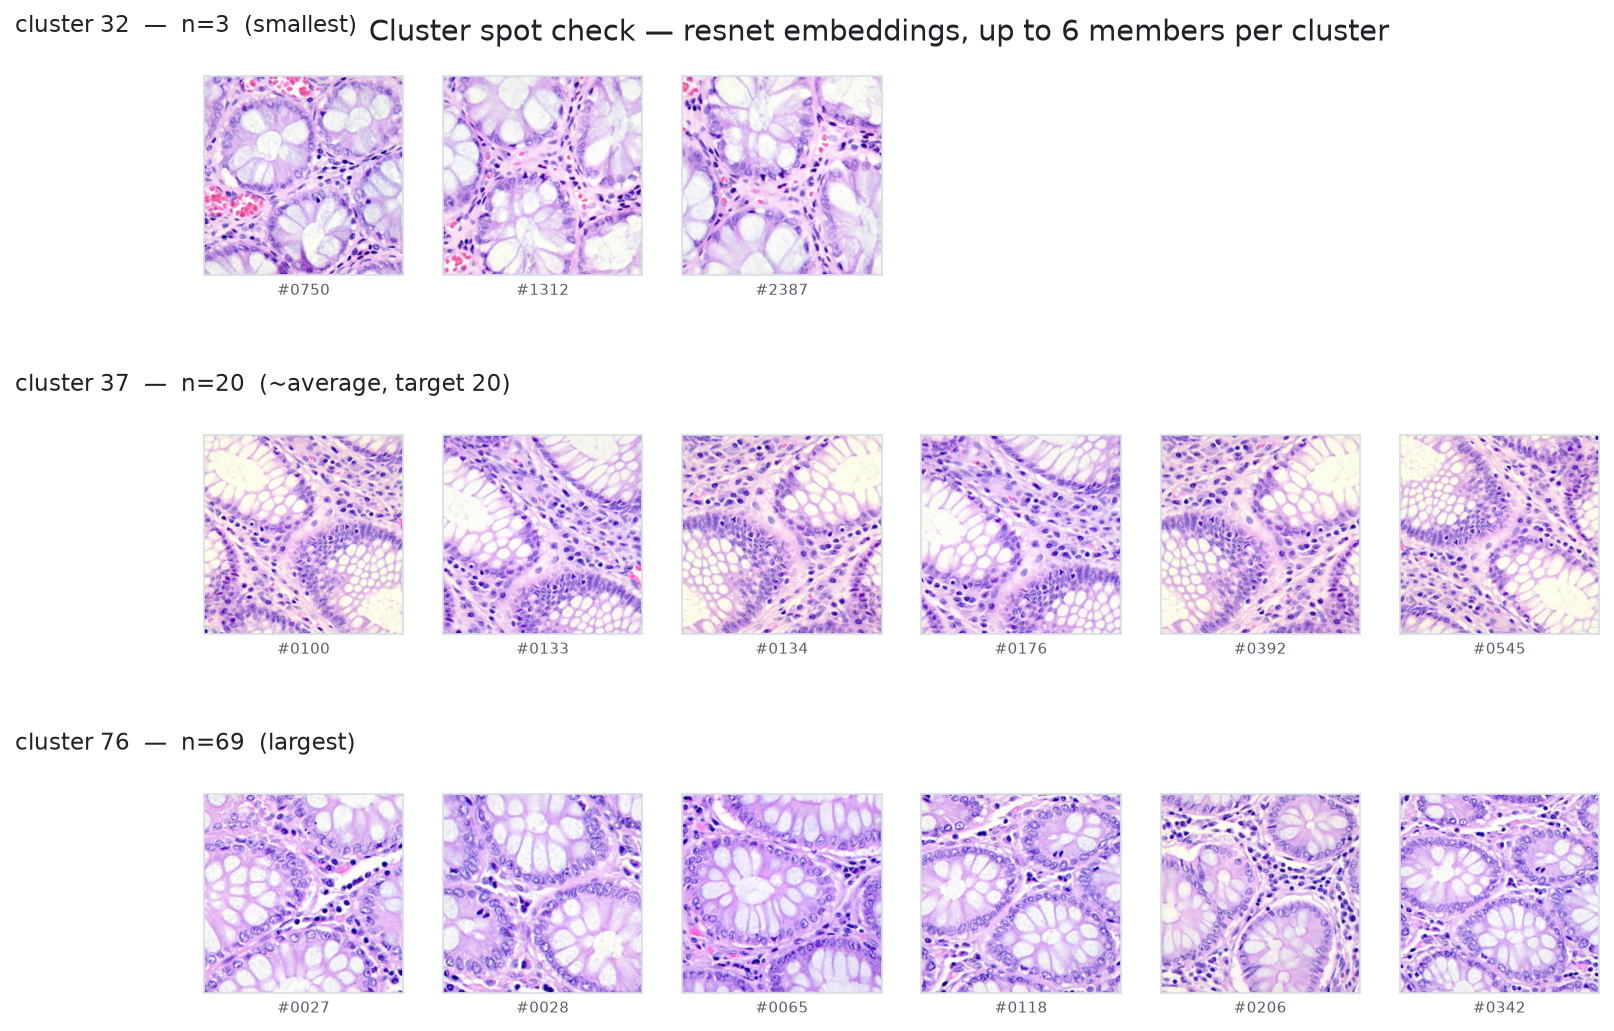 Cluster spot check — resnet embeddings, up to 6 members per cluster
cluster 32 — n=3 (smallest)
#0750 #1312 #2387
cluster 37 — n=20 (~average, target 20)
#0100 #0133 #0134 #0176 #0392 #0545
cluster 76 — n=69 (largest)
#0027 #0028 #0065 #0118 #0206 #0342